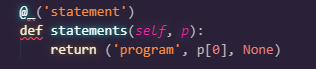 @_('statement')
def statements(self, p):
return ('program', p[0], None)